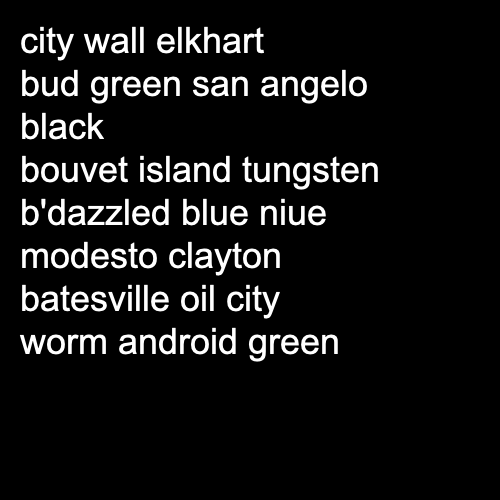 city wall elkhart
bud green san angelo
black
bouvet island tungsten
b'dazzled blue niue
modesto clayton
batesville oil city
worm android green